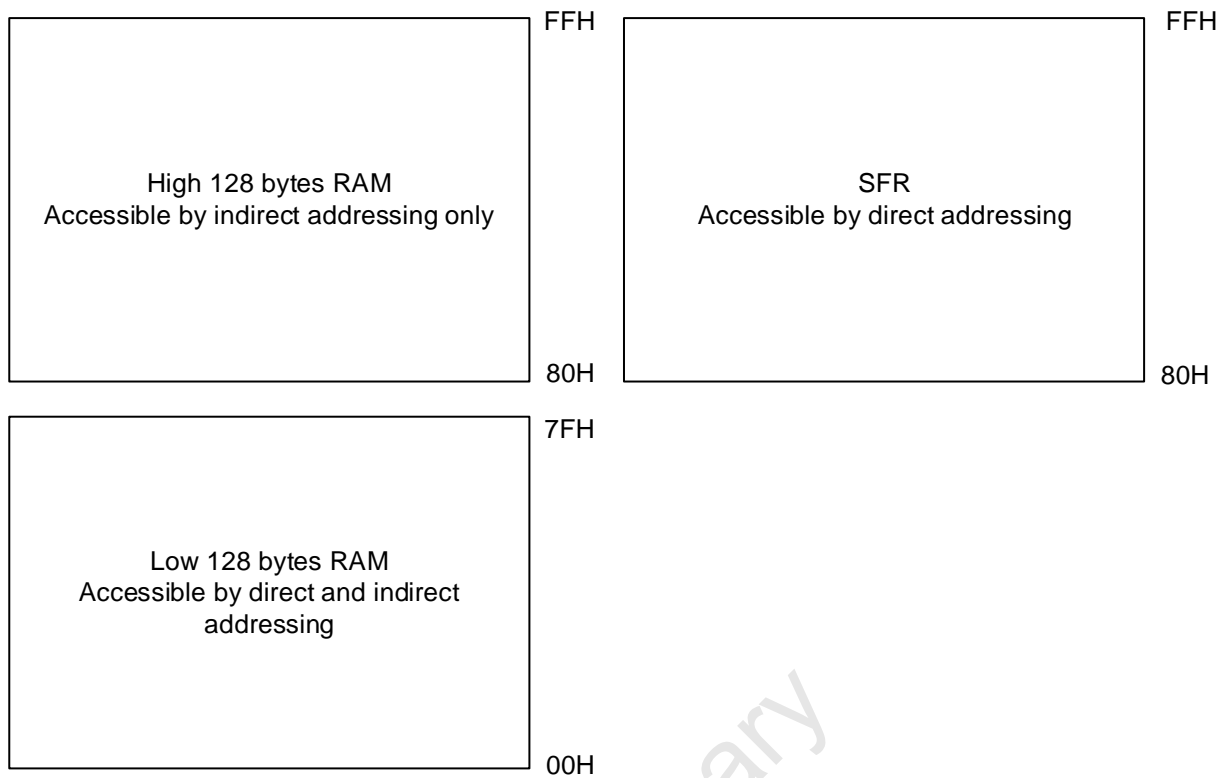 FFH
High 128 bytes RAM
Accessible by indirect addressing only
80H
FFH
SFR
Accessible by direct addressing
80H
7FH
Low 128 bytes RAM
Accessible by direct and indirect
addressing
00H
ary